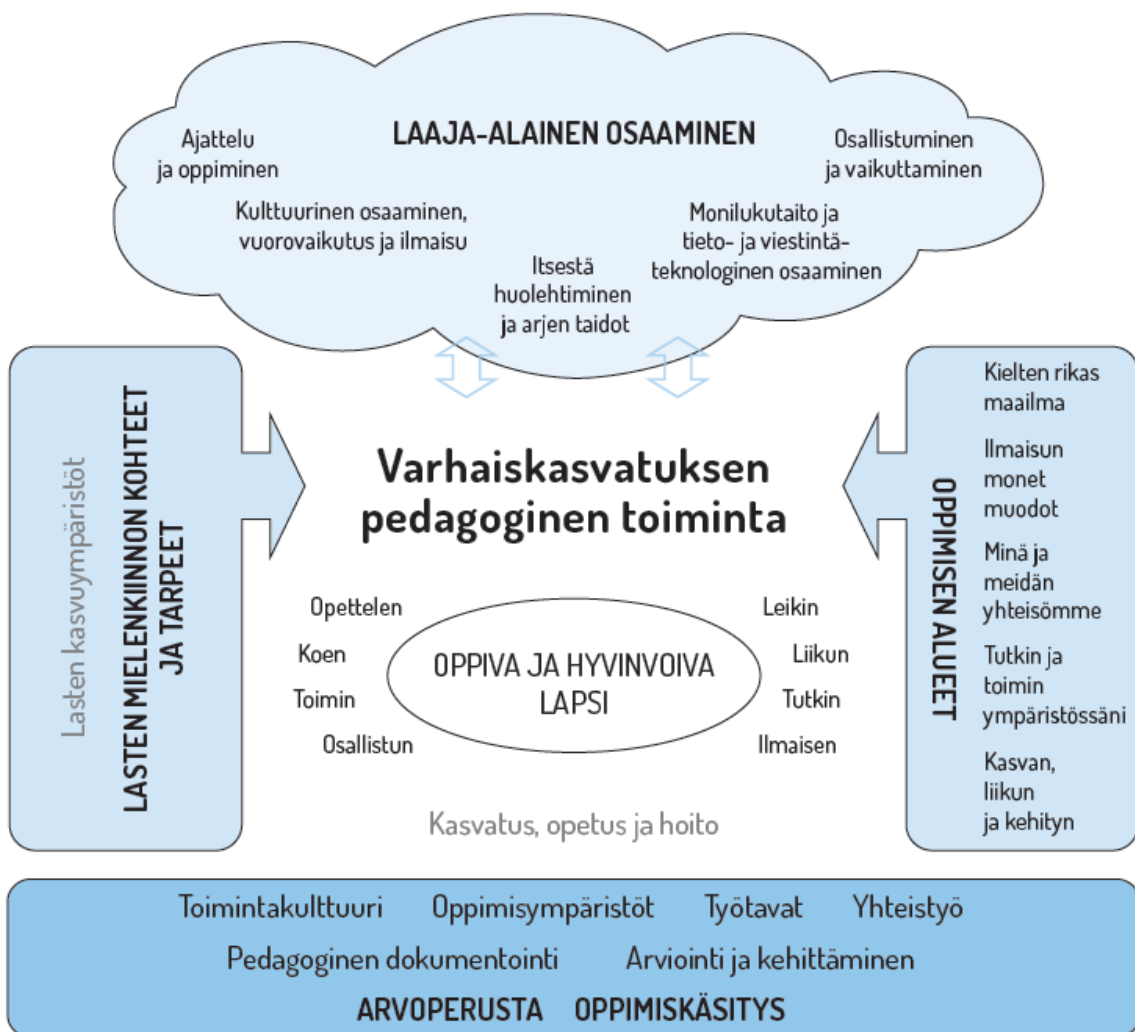 LAAJA-ALAINEN OSAAMINEN
Ajattelu
ja oppiminen
Osallistuminen
ja vaikuttaminen
Kulttuurinen osaaminen,
vuorovaikutus ja ilmaisu
Monilukutaito ja
tieto- ja viestintä-
teknologinen osaaminen
Itsestä
huolehtiminen
ja arjen taidot
Lasten kasvuympäristöt
LASTEN MIELENKIINNON KOHTEET
JA TARPEET
Varhaiskasvatuksen
pedagoginen toiminta
Opettelen
Koen
Toimin
Osallistun
OPPIVA JA HYVINVOIVA
LAPSI
Leikin
Liikun
Tutkin
Ilmaisen
Kasvatus, opetus ja hoito
OPPIMISEN ALUEET
Kielten rikas
maailma
Ilmaisun
monet
muodot
Minä ja
meidän
yhteisömme
Tutkin ja
toimin
ympäristössäni
Kasvan,
liikun
ja kehityn
Toimintakulttuuri Oppimisympäristöt Työtavat Yhteistyö
Pedagoginen dokumentointi Arviointi ja kehittäminen
ARVOPERUSTA OPPIMISKÄSITYS